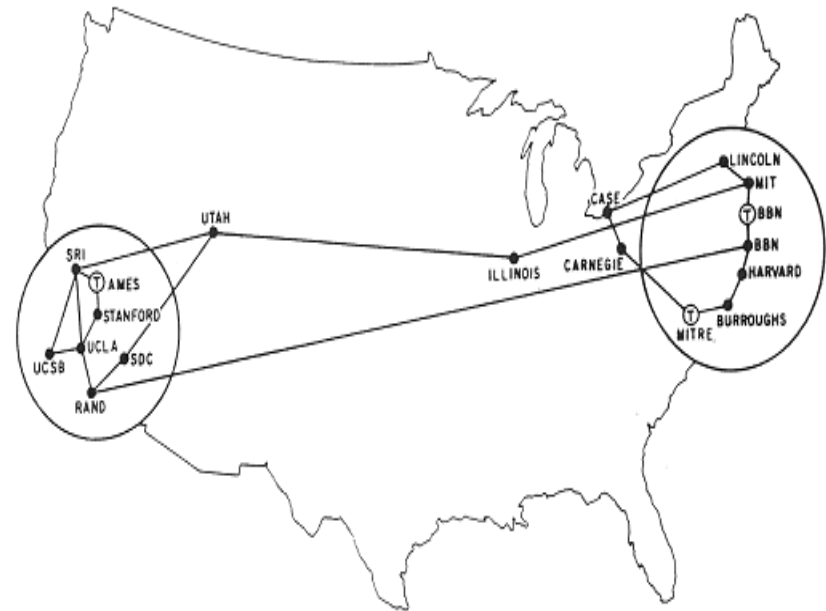 LINCOLN
MIT
CASE
T BBN
UTAH
BBN
SRI
CARNEGIE
ILLINOIS
HARVARD
T AMES
STANFORD
T
BURROUGHS
MITRE
UCLA
SDC
UCSB
RAND